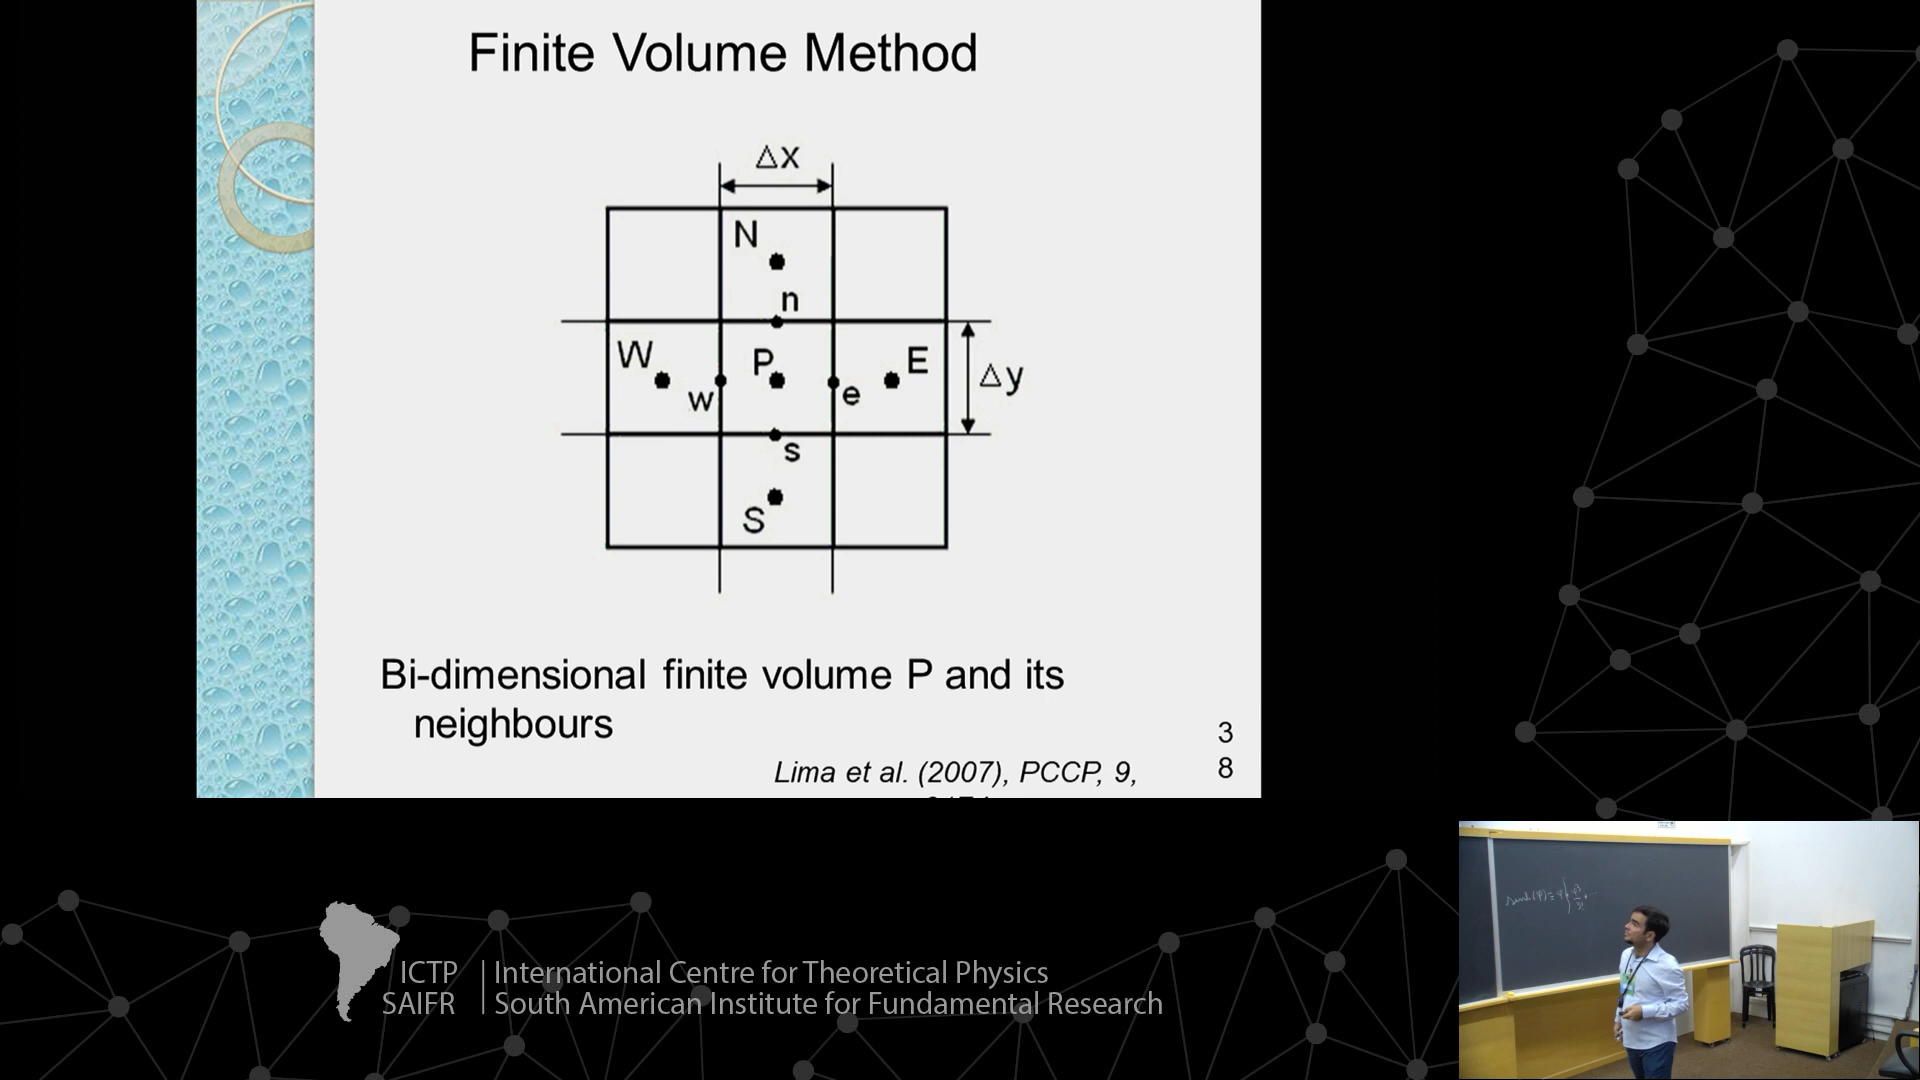 Finite Volume Method
Δx
N
n
W
P
E
w
e
Δy
s
S
Bi-dimensional finite volume P and its
neighbours
3
8
Lima et al. (2007), PCCP, 9,
ICTP
SAIFR
International Centre for Theoretical Physics
South American Institute for Fundamental Research